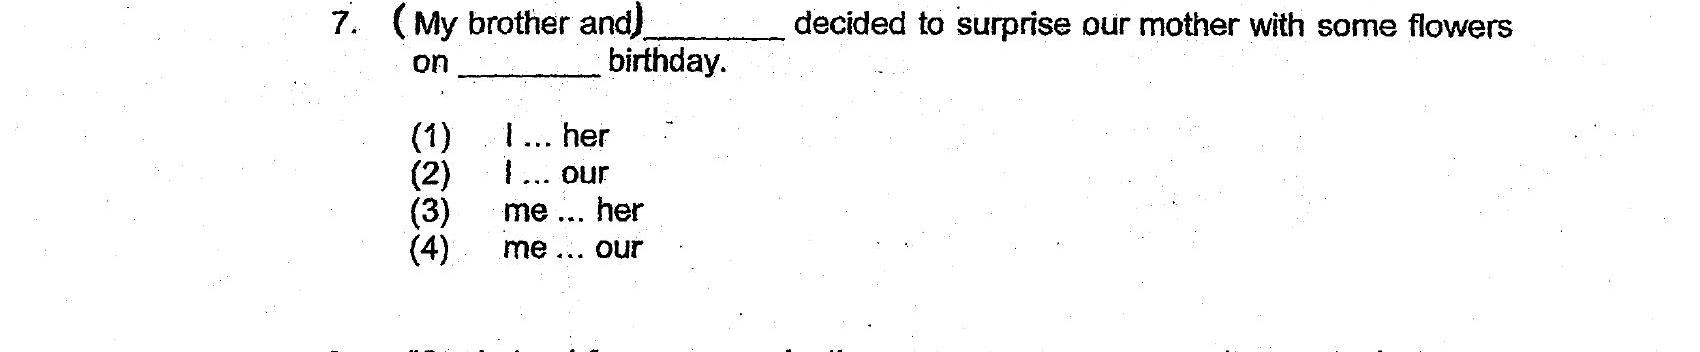 7. (My brother and)________ decided to surprise our mother with some flowers
on ________ birthday.
(1) I ... her
(2) I ... our
(3) me ... her
(4) me ... our